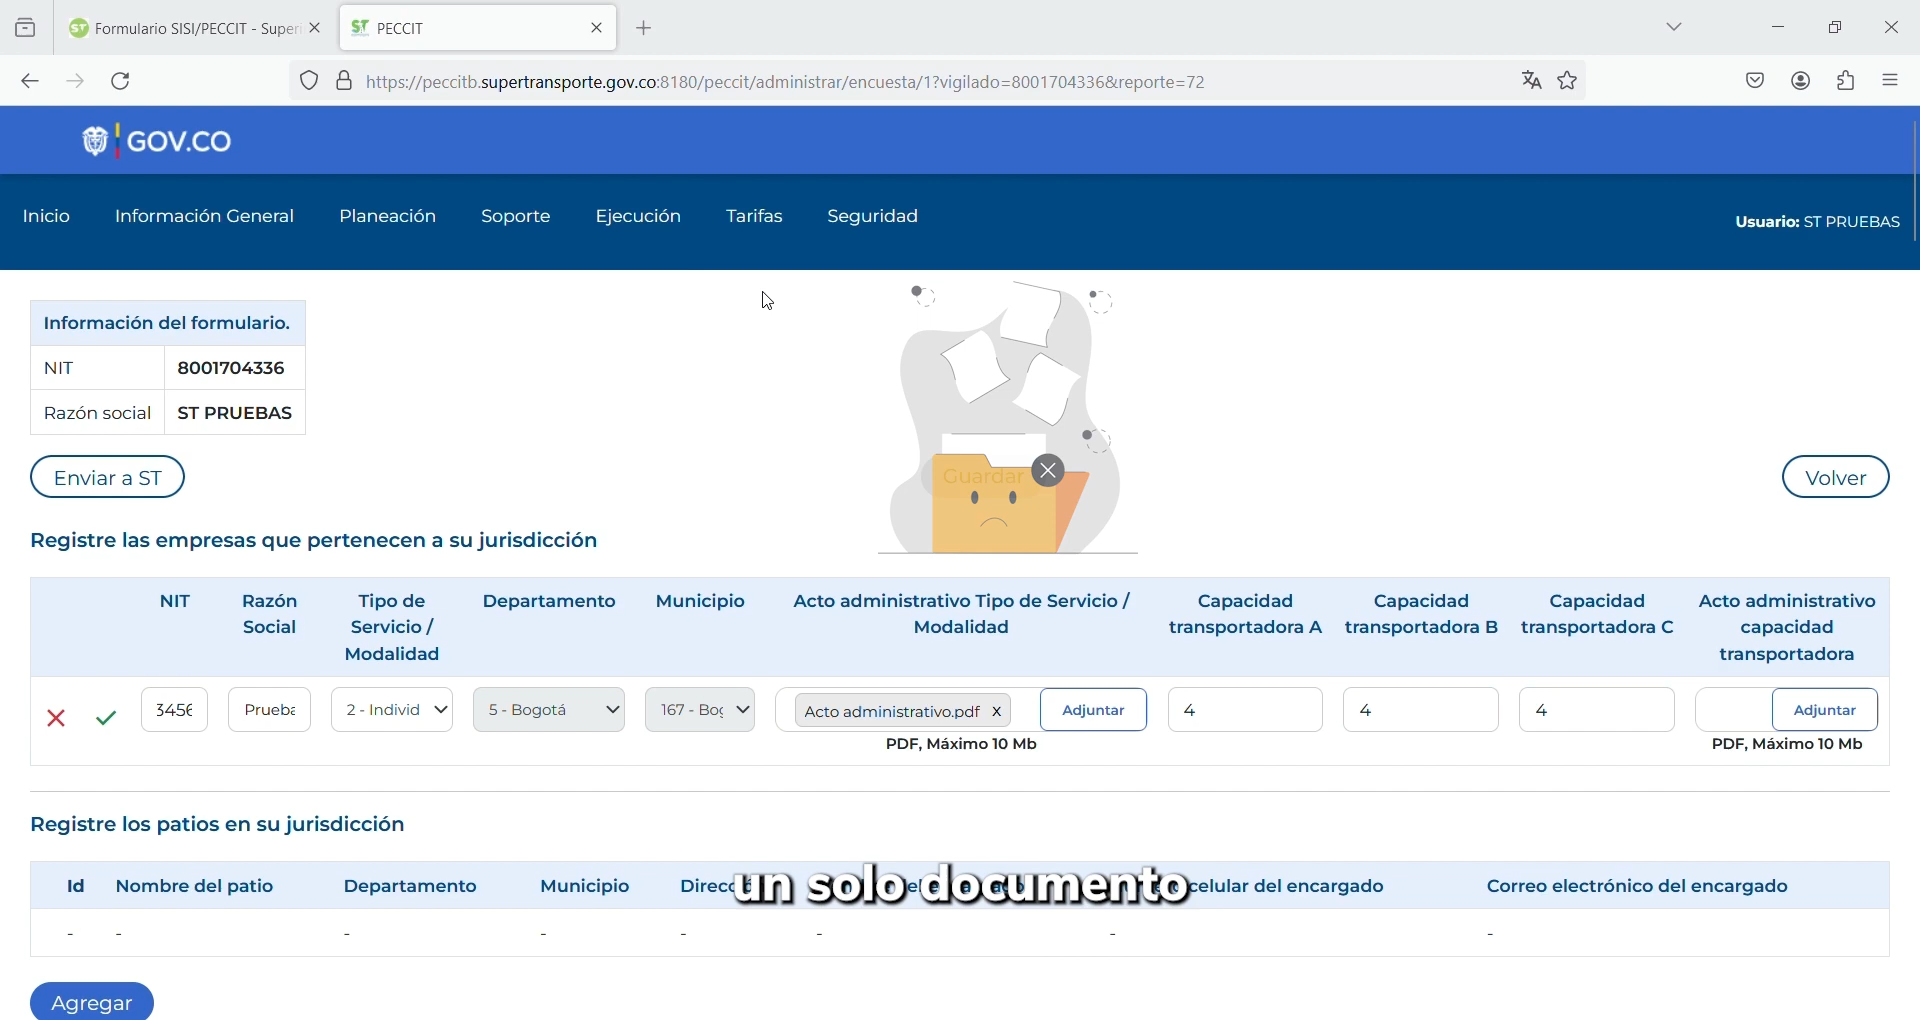 Formulario SISI/PECCIT - Super
PECCIT
https://peccitb.supertransporte.gov.co:8180/peccit/administrar/encuesta/1?vigilado=8001704336&reporte=72
GOV.CO
Inicio
Información General
Planeación
Soporte
Ejecución
Tarifas
Seguridad
Usuario: ST PRUEBAS
Información del formulario.
NIT 8001704336
Razón social ST PRUEBAS
Enviar a ST
Guardar
Volver
Registre las empresas que pertenecen a su jurisdicción
NIT
Razón
Social
Tipo de
Servicio /
Modalidad
Departamento
Municipio
Acto administrativo Tipo de Servicio /
Modalidad
Capacidad
transportadora A
Capacidad
transportadora B
Capacidad
transportadora C
Acto administrativo
capacidad
transportadora
3456
Prueba
2 - Individ
5 - Bogotá
167 - Bog
Acto administrativo.pdf x
Adjuntar
PDF, Máximo 10 Mb
4
4
4
Adjuntar
PDF, Máximo 10 Mb
Registre los patios en su jurisdicción
Id
Nombre del patio
Departamento
Municipio
celular del encargado
Correo electrónico del encargado
un solo documento
- - - - - - - -
Agregar